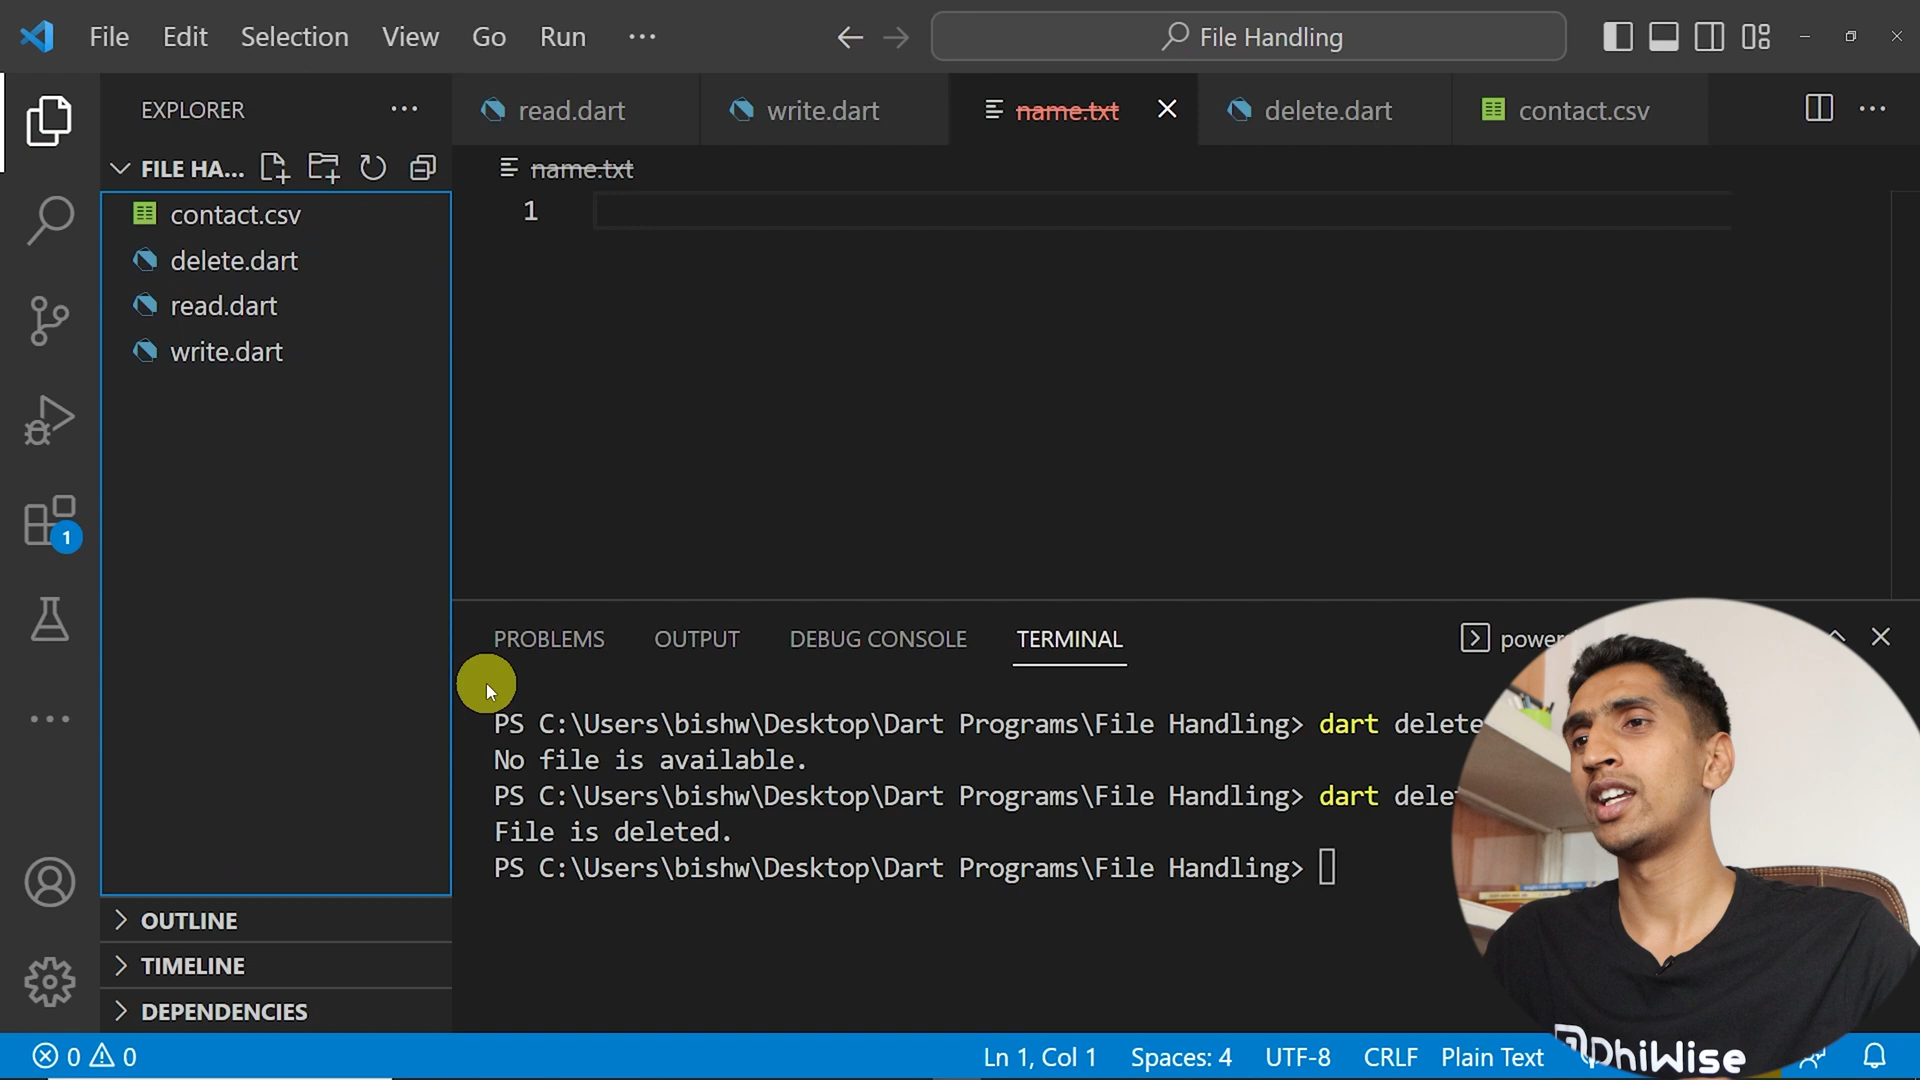 File Edit Selection View Go Run ··· File Handling
EXPLORER ···
read.dart write.dart name.txt delete.dart contact.csv ···
FILE HA...
name.txt
1
contact.csv
delete.dart
read.dart
write.dart
1
PROBLEMS OUTPUT DEBUG CONSOLE TERMINAL
PS C:\Users\bishw\Desktop\Dart Programs\File Handling> dart delete
No file is available.
PS C:\Users\bishw\Desktop\Dart Programs\File Handling> dart
File is deleted.
PS C:\Users\bishw\Desktop\Dart Programs\File Handling>
OUTLINE
TIMELINE
DEPENDENCIES
0 0 Ln 1, Col 1 Spaces: 4 UTF-8 CRLF Plain Text
DhiWise